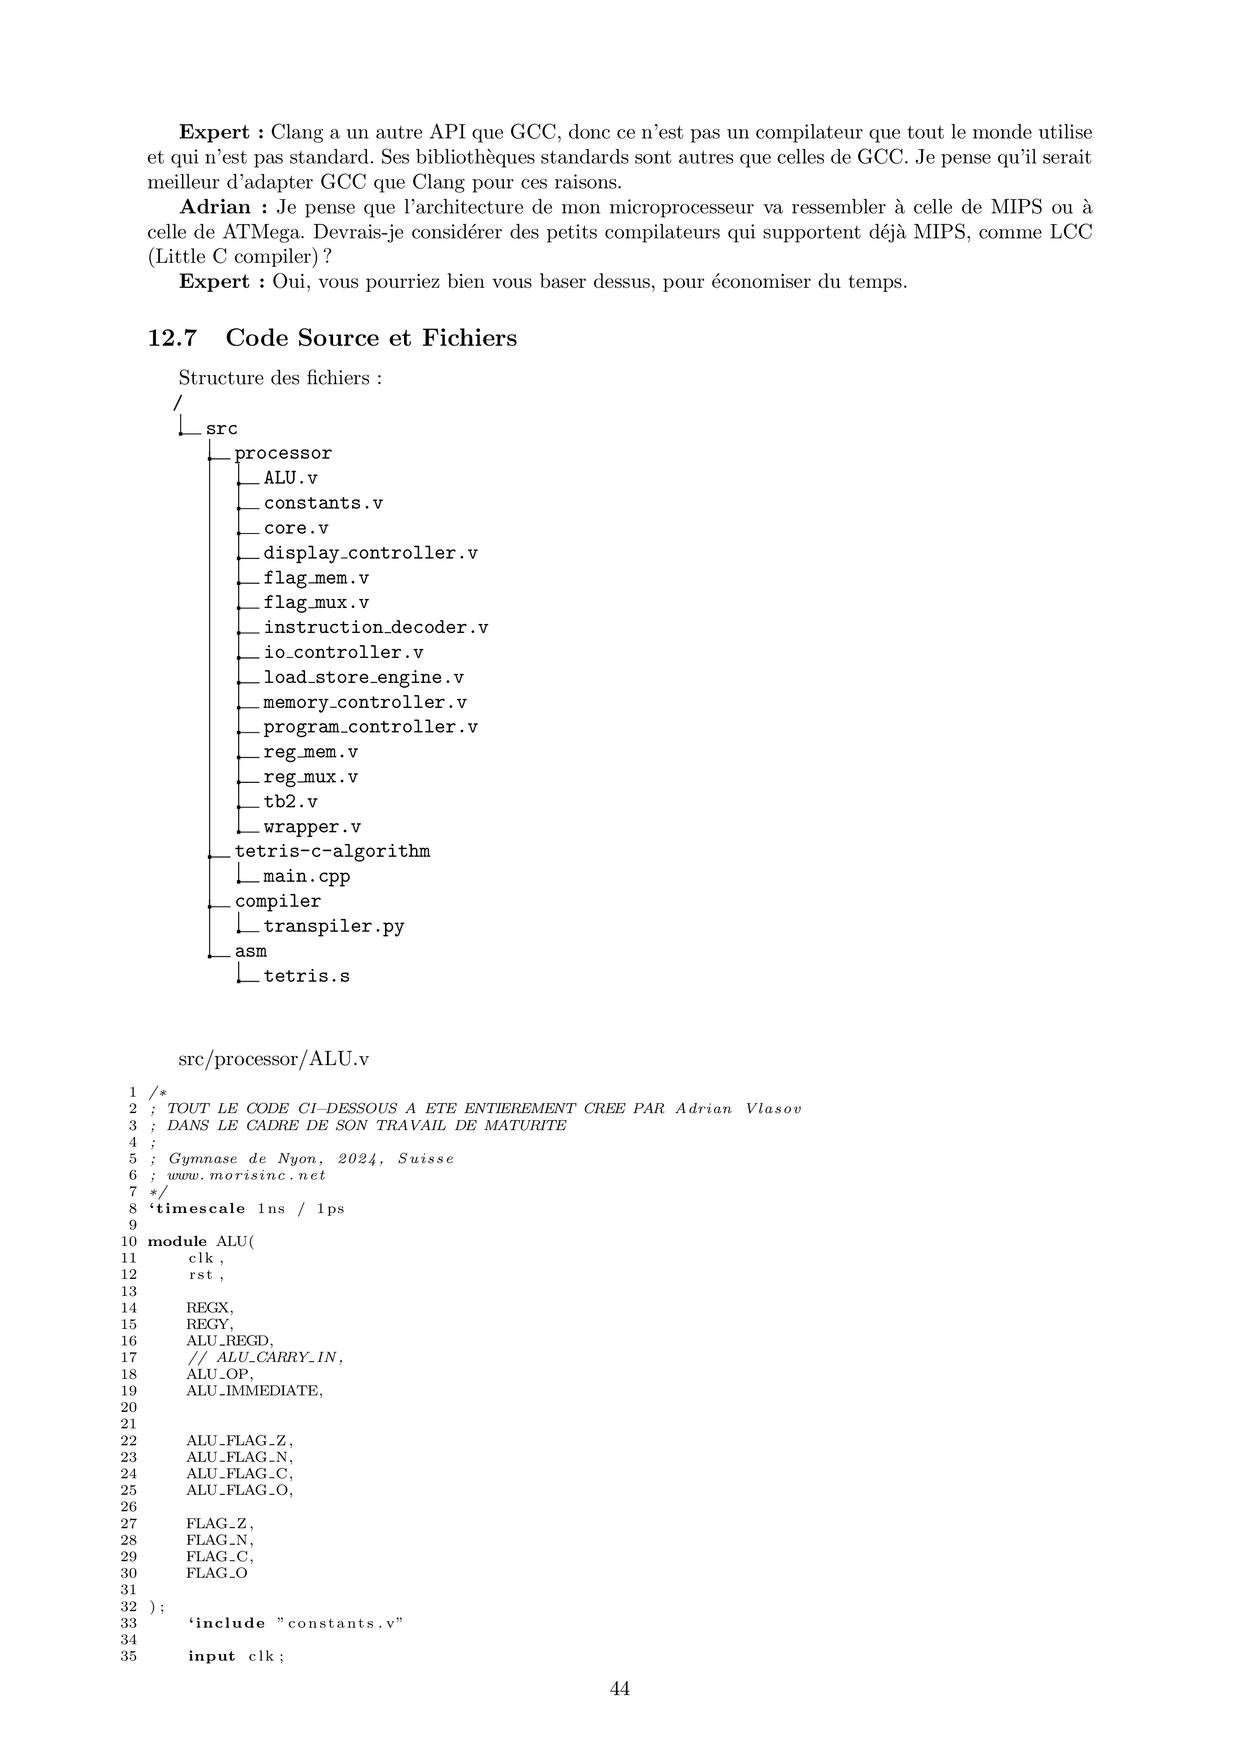 Expert : Clang a un autre API que GCC, donc ce n'est pas un compilateur que tout le monde utilise
et qui n'est pas standard. Ses bibliothèques standards sont autres que celles de GCC. Je pense qu'il serait
meilleur d'adapter GCC que Clang pour ces raisons.
Adrian : Je pense que l'architecture de mon microprocesseur va ressembler à celle de MIPS ou à
celle de ATMega. Devrais-je considérer des petits compilateurs qui supportent déjà MIPS, comme LCC
(Little C compiler) ?
Expert : Oui, vous pourriez bien vous baser dessus, pour économiser du temps.
12.7 Code Source et Fichiers
Structure des fichiers :
/
src
processor
ALU.v
constants.v
core.v
display_controller.v
flag_mem.v
flag_mux.v
instruction_decoder.v
io_controller.v
load_store_engine.v
memory_controller.v
program_controller.v
reg_mem.v
reg_mux.v
tb2.v
wrapper.v
tetris-c-algorithm
main.cpp
compiler
transpiler.py
asm
tetris.s
src/processor/ALU.v
1 /*
2 ; TOUT LE CODE CI-DESSOUS A ETE ENTIEREMENT CREE PAR Adrian Vlasov
3 ; DANS LE CADRE DE SON TRAVAIL DE MATURITE
4 ;
5 ; Gymnase de Nyon, 2024, Suisse
6 ; www.morisinc.net
7 */
8 ‘timescale 1ns / 1ps
9
10 module ALU(
11 clk ,
12 rst ,
13
14 REGX,
15 REGY,
16 ALU_REGD,
17 // ALU_CARRY_IN,
18 ALU_OP,
19 ALU_IMMEDIATE,
20
21
22 ALU_FLAG_Z,
23 ALU_FLAG_N,
24 ALU_FLAG_C,
25 ALU_FLAG_O,
26
27 FLAG_Z,
28 FLAG_N,
29 FLAG_C,
30 FLAG_O
31
32 );
33 ‘include "constants.v"
34
35 input clk ;
44